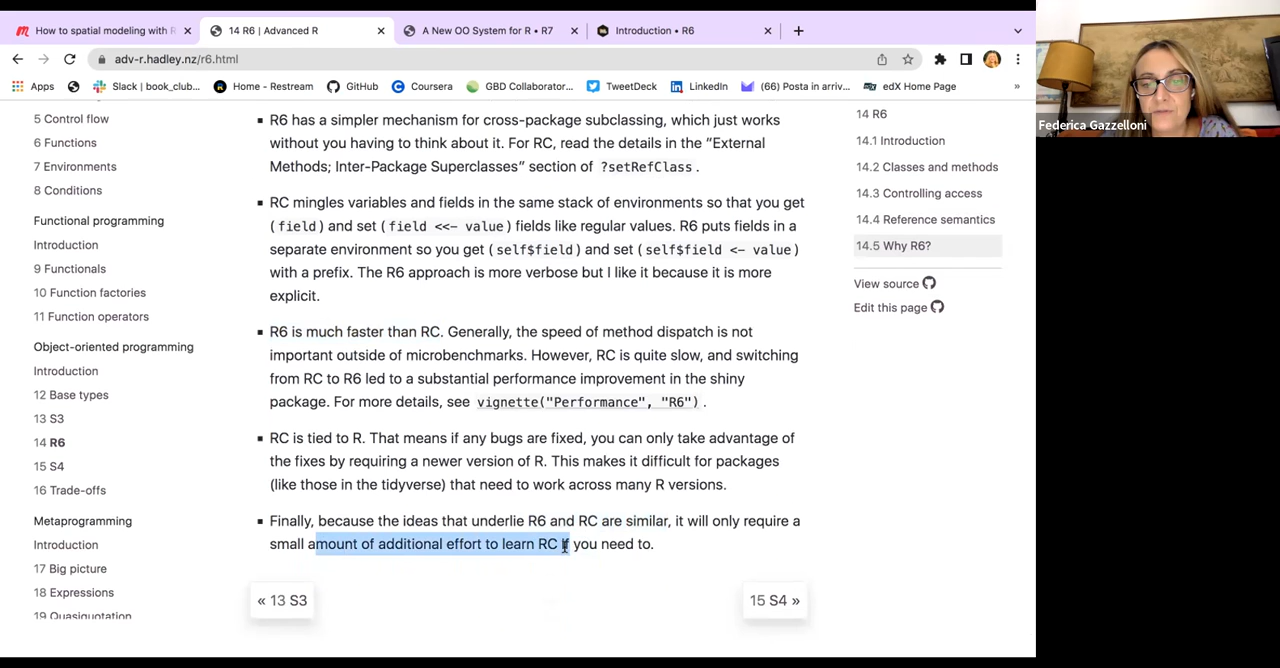 How to spatial modeling with R
14 R6 | Advanced R
A New OO System for R • R7
Introduction • R6
adv-r.hadley.nz/r6.html
Apps
Slack | book_club...
Home - Restream
GitHub
Coursera
GBD Collaborator...
TweetDeck
LinkedIn
(66) Posta in arriv...
edX Home Page
»
5 Control flow
6 Functions
7 Environments
8 Conditions
Functional programming
Introduction
9 Functionals
10 Function factories
11 Function operators
Object-oriented programming
Introduction
12 Base types
13 S3
14 R6
15 S4
16 Trade-offs
Metaprogramming
Introduction
17 Big picture
18 Expressions
19 Quasiquotation
R6 has a simpler mechanism for cross-package subclassing, which just works
without you having to think about it. For RC, read the details in the “External
Methods; Inter-Package Superclasses” section of ?setRefClass.
RC mingles variables and fields in the same stack of environments so that you get
(field) and set (field <<- value) fields like regular values. R6 puts fields in a
separate environment so you get (self$field) and set (self$field <- value)
with a prefix. The R6 approach is more verbose but I like it because it is more
explicit.
R6 is much faster than RC. Generally, the speed of method dispatch is not
important outside of microbenchmarks. However, RC is quite slow, and switching
from RC to R6 led to a substantial performance improvement in the shiny
package. For more details, see vignette("Performance", "R6").
RC is tied to R. That means if any bugs are fixed, you can only take advantage of
the fixes by requiring a newer version of R. This makes it difficult for packages
(like those in the tidyverse) that need to work across many R versions.
Finally, because the ideas that underlie R6 and RC are similar, it will only require a
small amount of additional effort to learn RC if you need to.
« 13 S3
15 S4 »
14 R6
14.1 Introduction
14.2 Classes and methods
14.3 Controlling access
14.4 Reference semantics
14.5 Why R6?
View source
Edit this page
Federica Gazzelloni